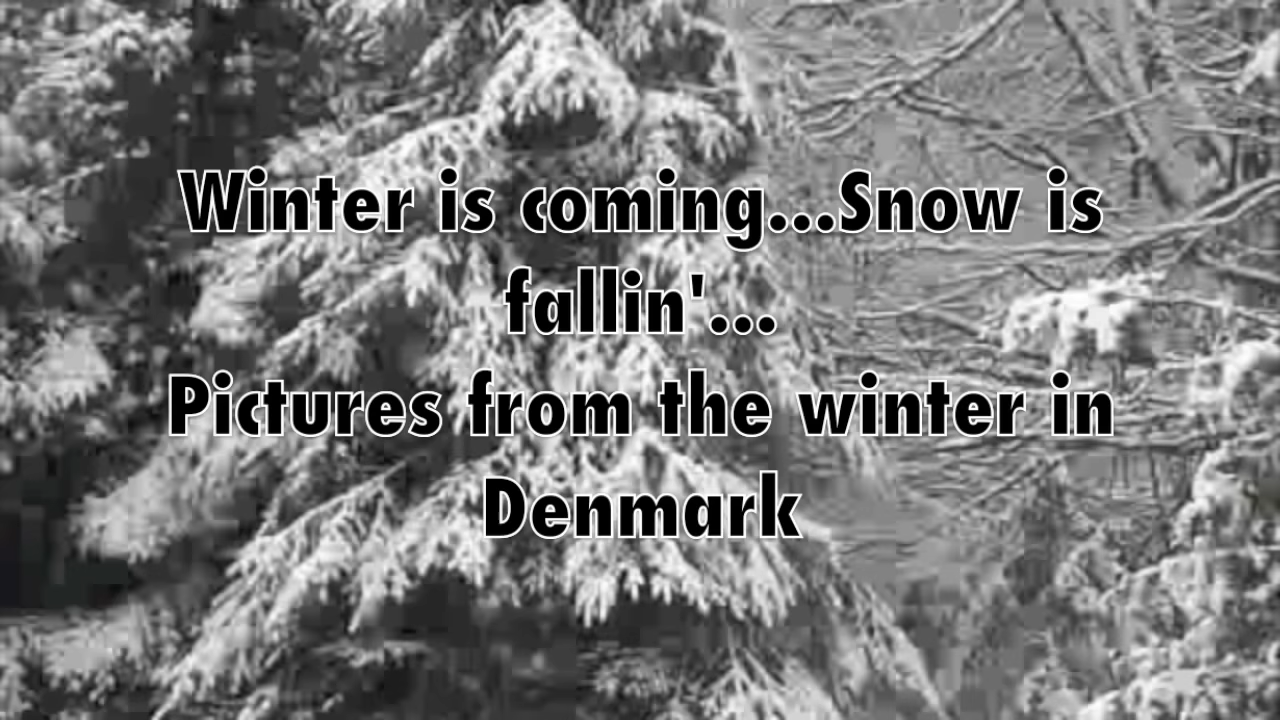 Winter is coming...Snow is
fallin'...
Pictures from the winter in
Denmark